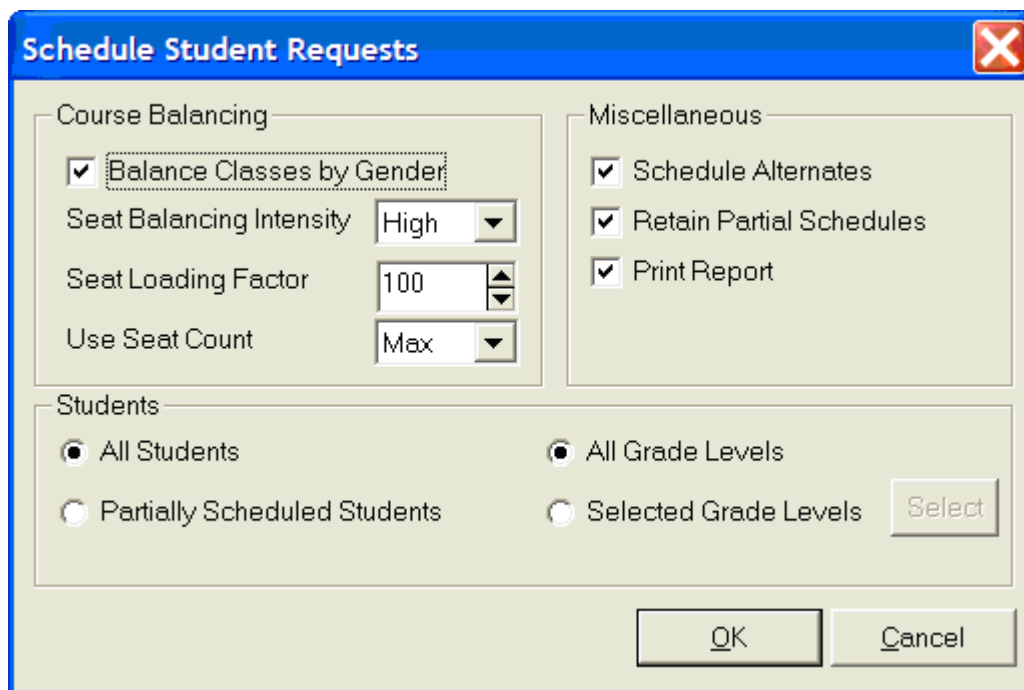 Schedule Student Requests
Course Balancing
Balance Classes by Gender
Seat Balancing Intensity High
Seat Loading Factor 100
Use Seat Count Max
Miscellaneous
Schedule Alternates
Retain Partial Schedules
Print Report
Students
All Students
Partially Scheduled Students
All Grade Levels
Selected Grade Levels Select
OK Cancel